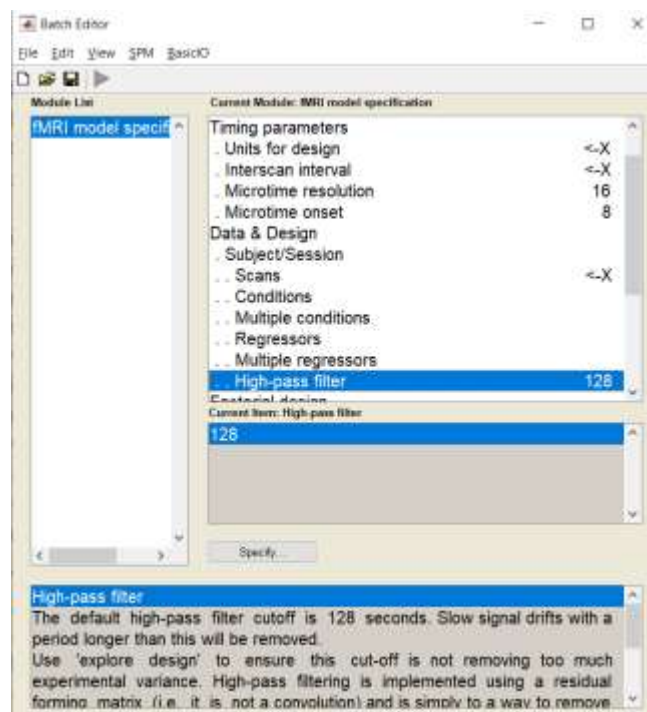 Batch Editor
File Edit View SPM BasicIO
Module List
fMRI model specif
Current Module: fMRI model specification
Timing parameters
. Units for design <-X
. Interscan interval <-X
. Microtime resolution 16
. Microtime onset 8
Data & Design
. Subject/Session
. . Scans <-X
. . Conditions
. . Multiple conditions
. . Regressors
. . Multiple regressors
. . High-pass filter 128
Factorial design
Current Item: High-pass filter
128
Specify...
High-pass filter
The default high-pass filter cutoff is 128 seconds. Slow signal drifts with a
period longer than this will be removed.
Use 'explore design' to ensure this cut-off is not removing too much
experimental variance. High-pass filtering is implemented using a residual
forming matrix (i.e. it is not a convolution) and is simply to a way to remove